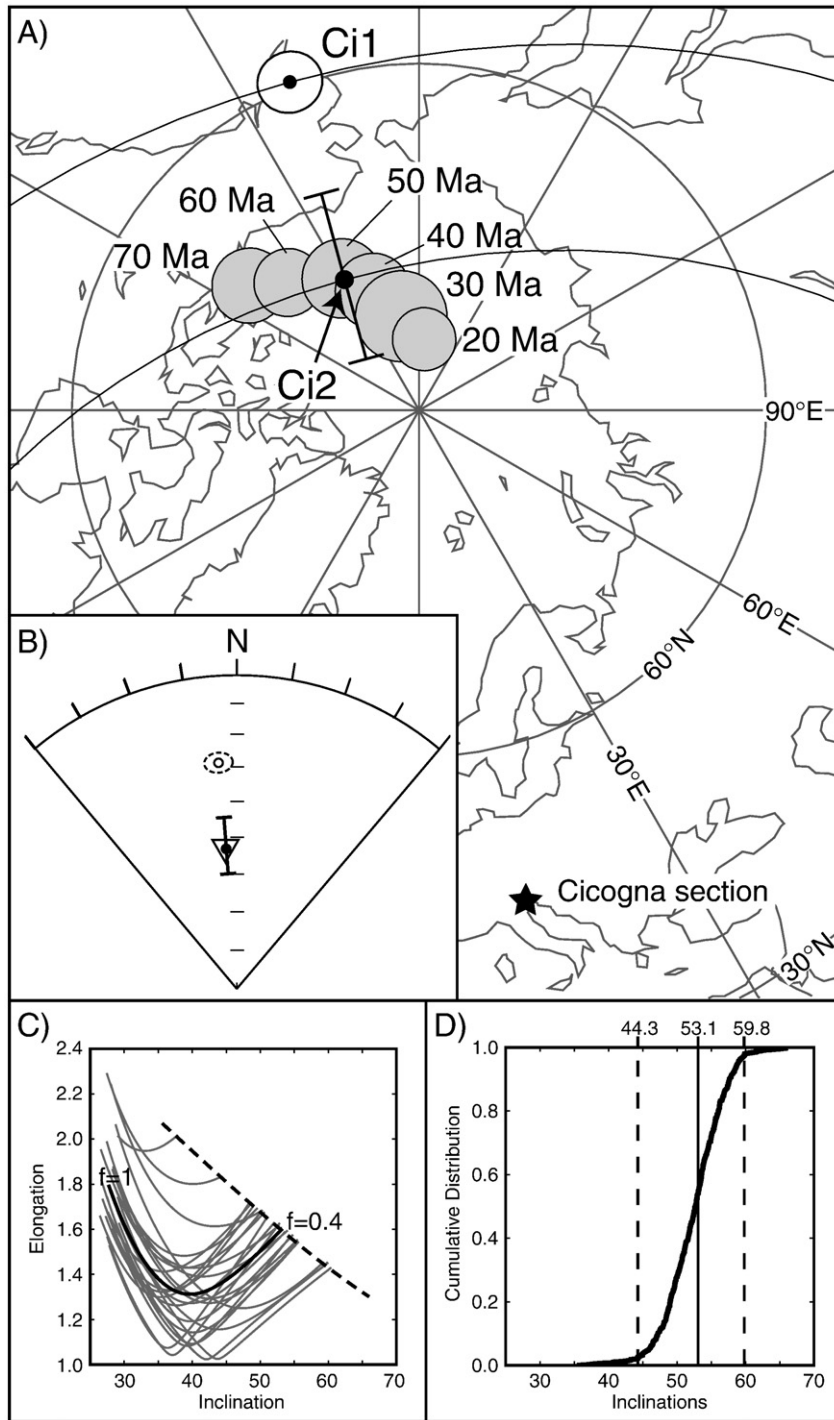 A)
Ci1
50 Ma
60 Ma
40 Ma
70 Ma
30 Ma
20 Ma
Ci2
90°E
60°E
60°N
30°E
Cicogna section
30°N
B)
N
C)
2.4
2.2
2.0
1.8
1.6
1.4
1.2
1.0
Elongation
f=1
f=0.4
30 40 50 60 70
Inclination
D)
44.3 53.1 59.8
1.0
0.8
0.6
0.4
0.2
0.0
Cumulative Distribution
30 40 50 60 70
Inclinations